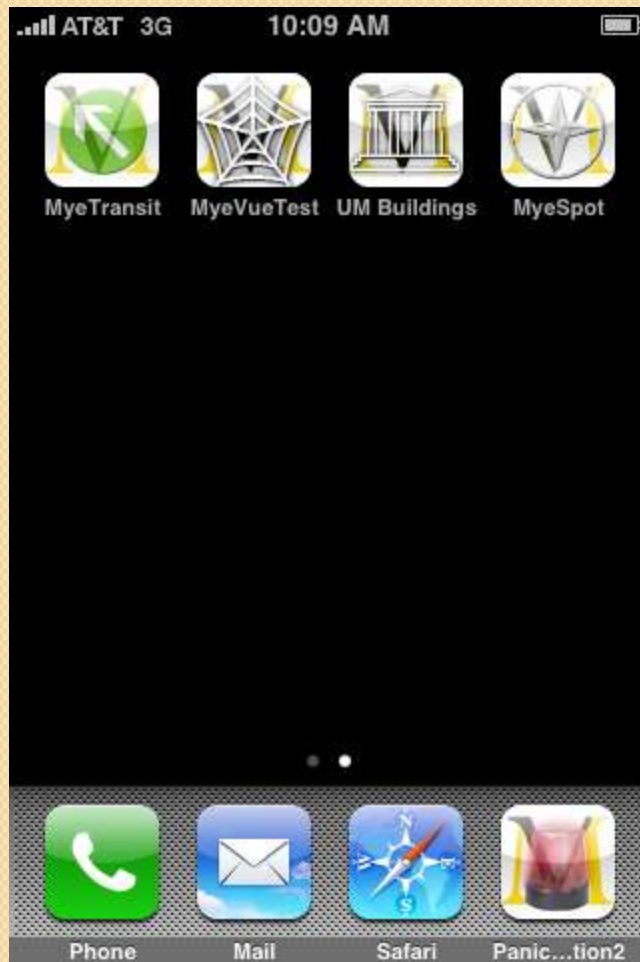 AT&T 3G 10:09 AM
MyeTransit MyeVueTest UM Buildings MyeSpot
Phone Mail Safari Panic...tion2